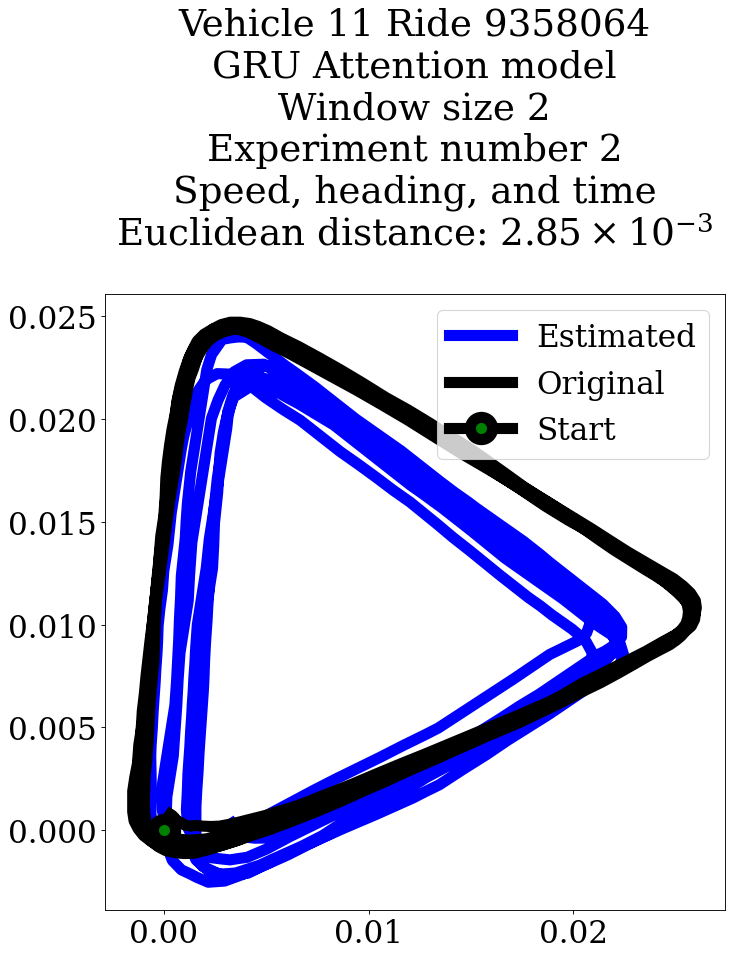 Vehicle 11 Ride 9358064
GRU Attention model
Window size 2
Experiment number 2
Speed, heading, and time
Euclidean distance: 2.85 × 10⁻³
Estimated
Original
Start
0.025
0.020
0.015
0.010
0.005
0.000
0.00 0.01 0.02